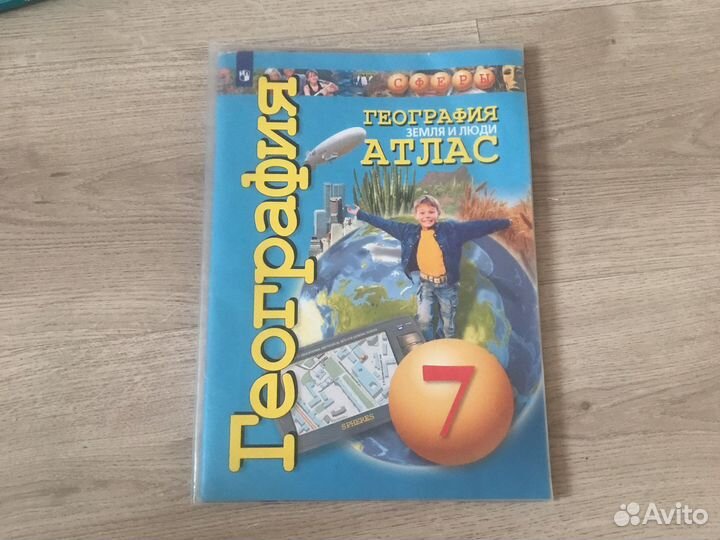 СФЕРЫ
География
ГЕОГРАФИЯ
ЗЕМЛЯ И ЛЮДИ
АТЛАС
SPHERES
7
Avito